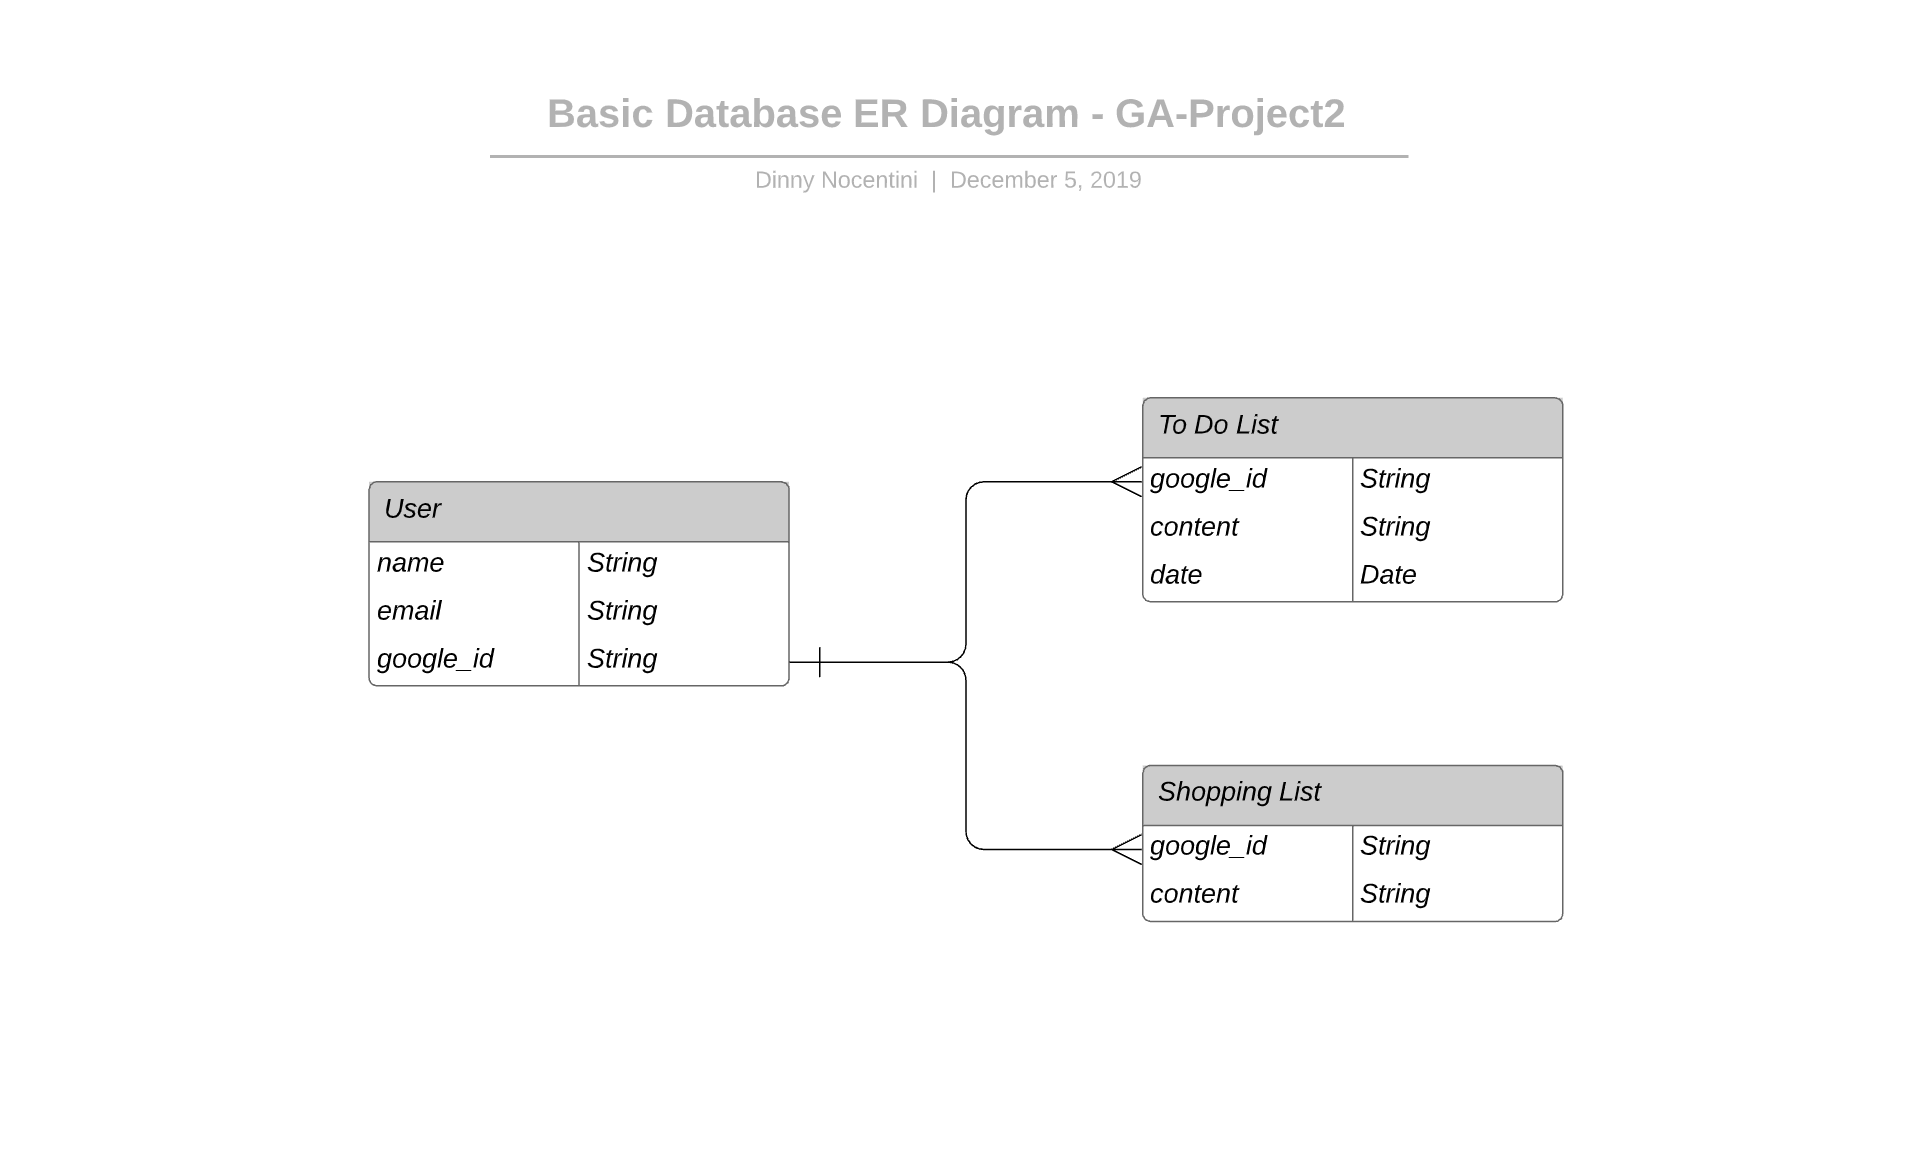 Basic Database ER Diagram - GA-Project2
Dinny Nocentini | December 5, 2019
User
name String
email String
google_id String
To Do List
google_id String
content String
date Date
Shopping List
google_id String
content String